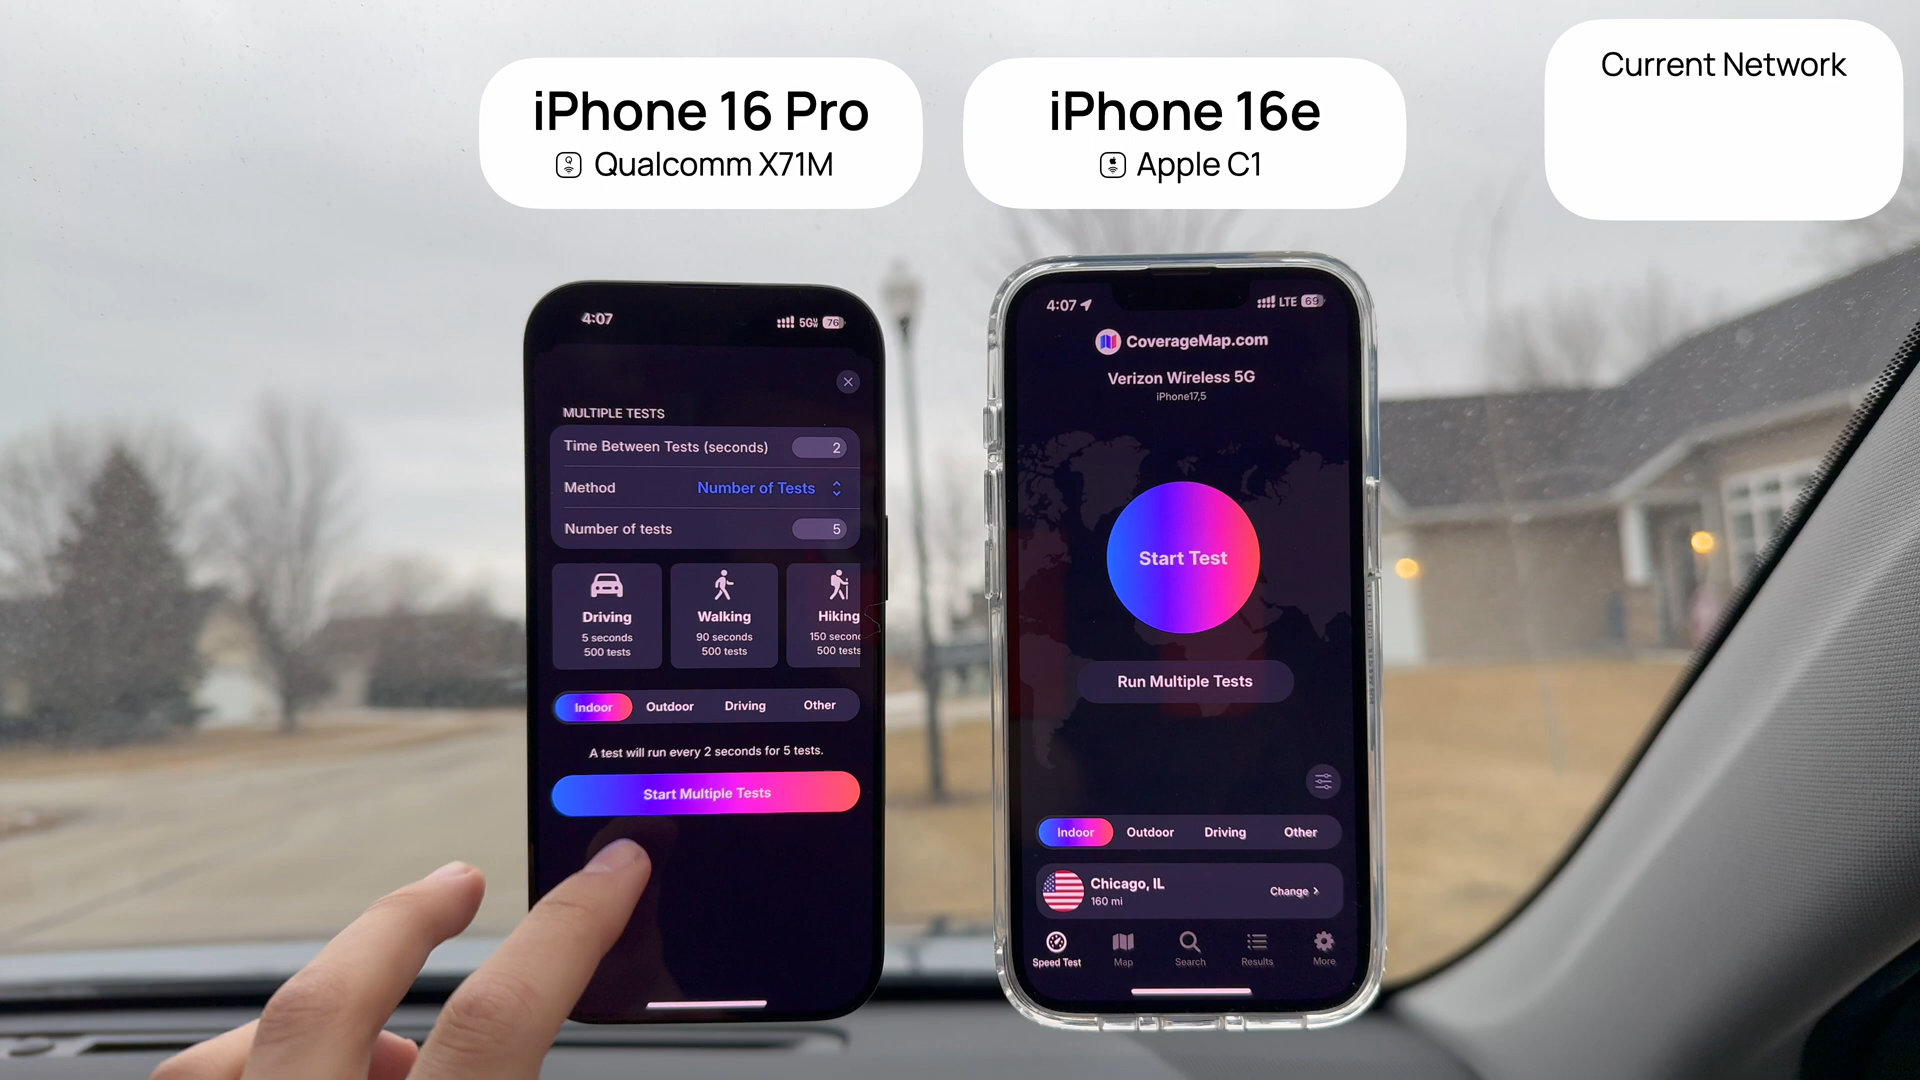 Current Network
iPhone 16 Pro
Qualcomm X71M
iPhone 16e
Apple C1
4:07
76
MULTIPLE TESTS
Time Between Tests (seconds) 2
Method Number of Tests
Number of tests 5
Driving
5 seconds
500 tests
Walking
90 seconds
500 tests
Hiking
150 secon
500 tests
Indoor Outdoor Driving Other
A test will run every 2 seconds for 5 tests.
Start Multiple Tests
4:07 LTE 69
CoverageMap.com
Verizon Wireless 5G
iPhone17,5
Start Test
Run Multiple Tests
Indoor Outdoor Driving Other
Chicago, IL
160 mi
Change
Speed Test Map Search Results More